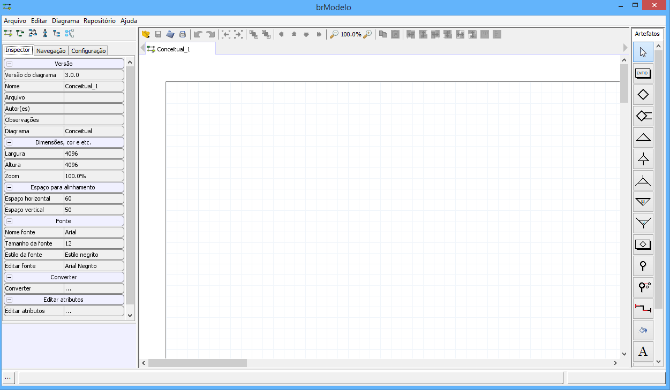 brModelo
Arquivo Editar Diagrama Repositório Ajuda
100.0%
Artefatos
Inspector Navegação Configuração
Conceitual_1
Versão
Versão do diagrama 3.0.0
Nome Conceitual_1
Arquivo
Autor(es)
Observações
Diagrama Conceitual
Dimensões, cor e etc.
Largura 4096
Altura 4096
Zoom 100.0%
Espaço para alinhamento
Espaço horizontal 60
Espaço vertical 50
Fonte
Nome fonte Arial
Tamanho da fonte 12
Estilo da fonte Estilo negrito
Editar fonte Arial Negrito
Converter
Converter ...
Editar atributos
Editar atributos ...
A
...